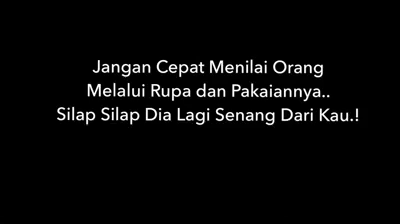 Jangan Cepat Menilai Orang
Melalui Rupa dan Pakaiannya..
Silap Silap Dia Lagi Senang Dari Kau.!